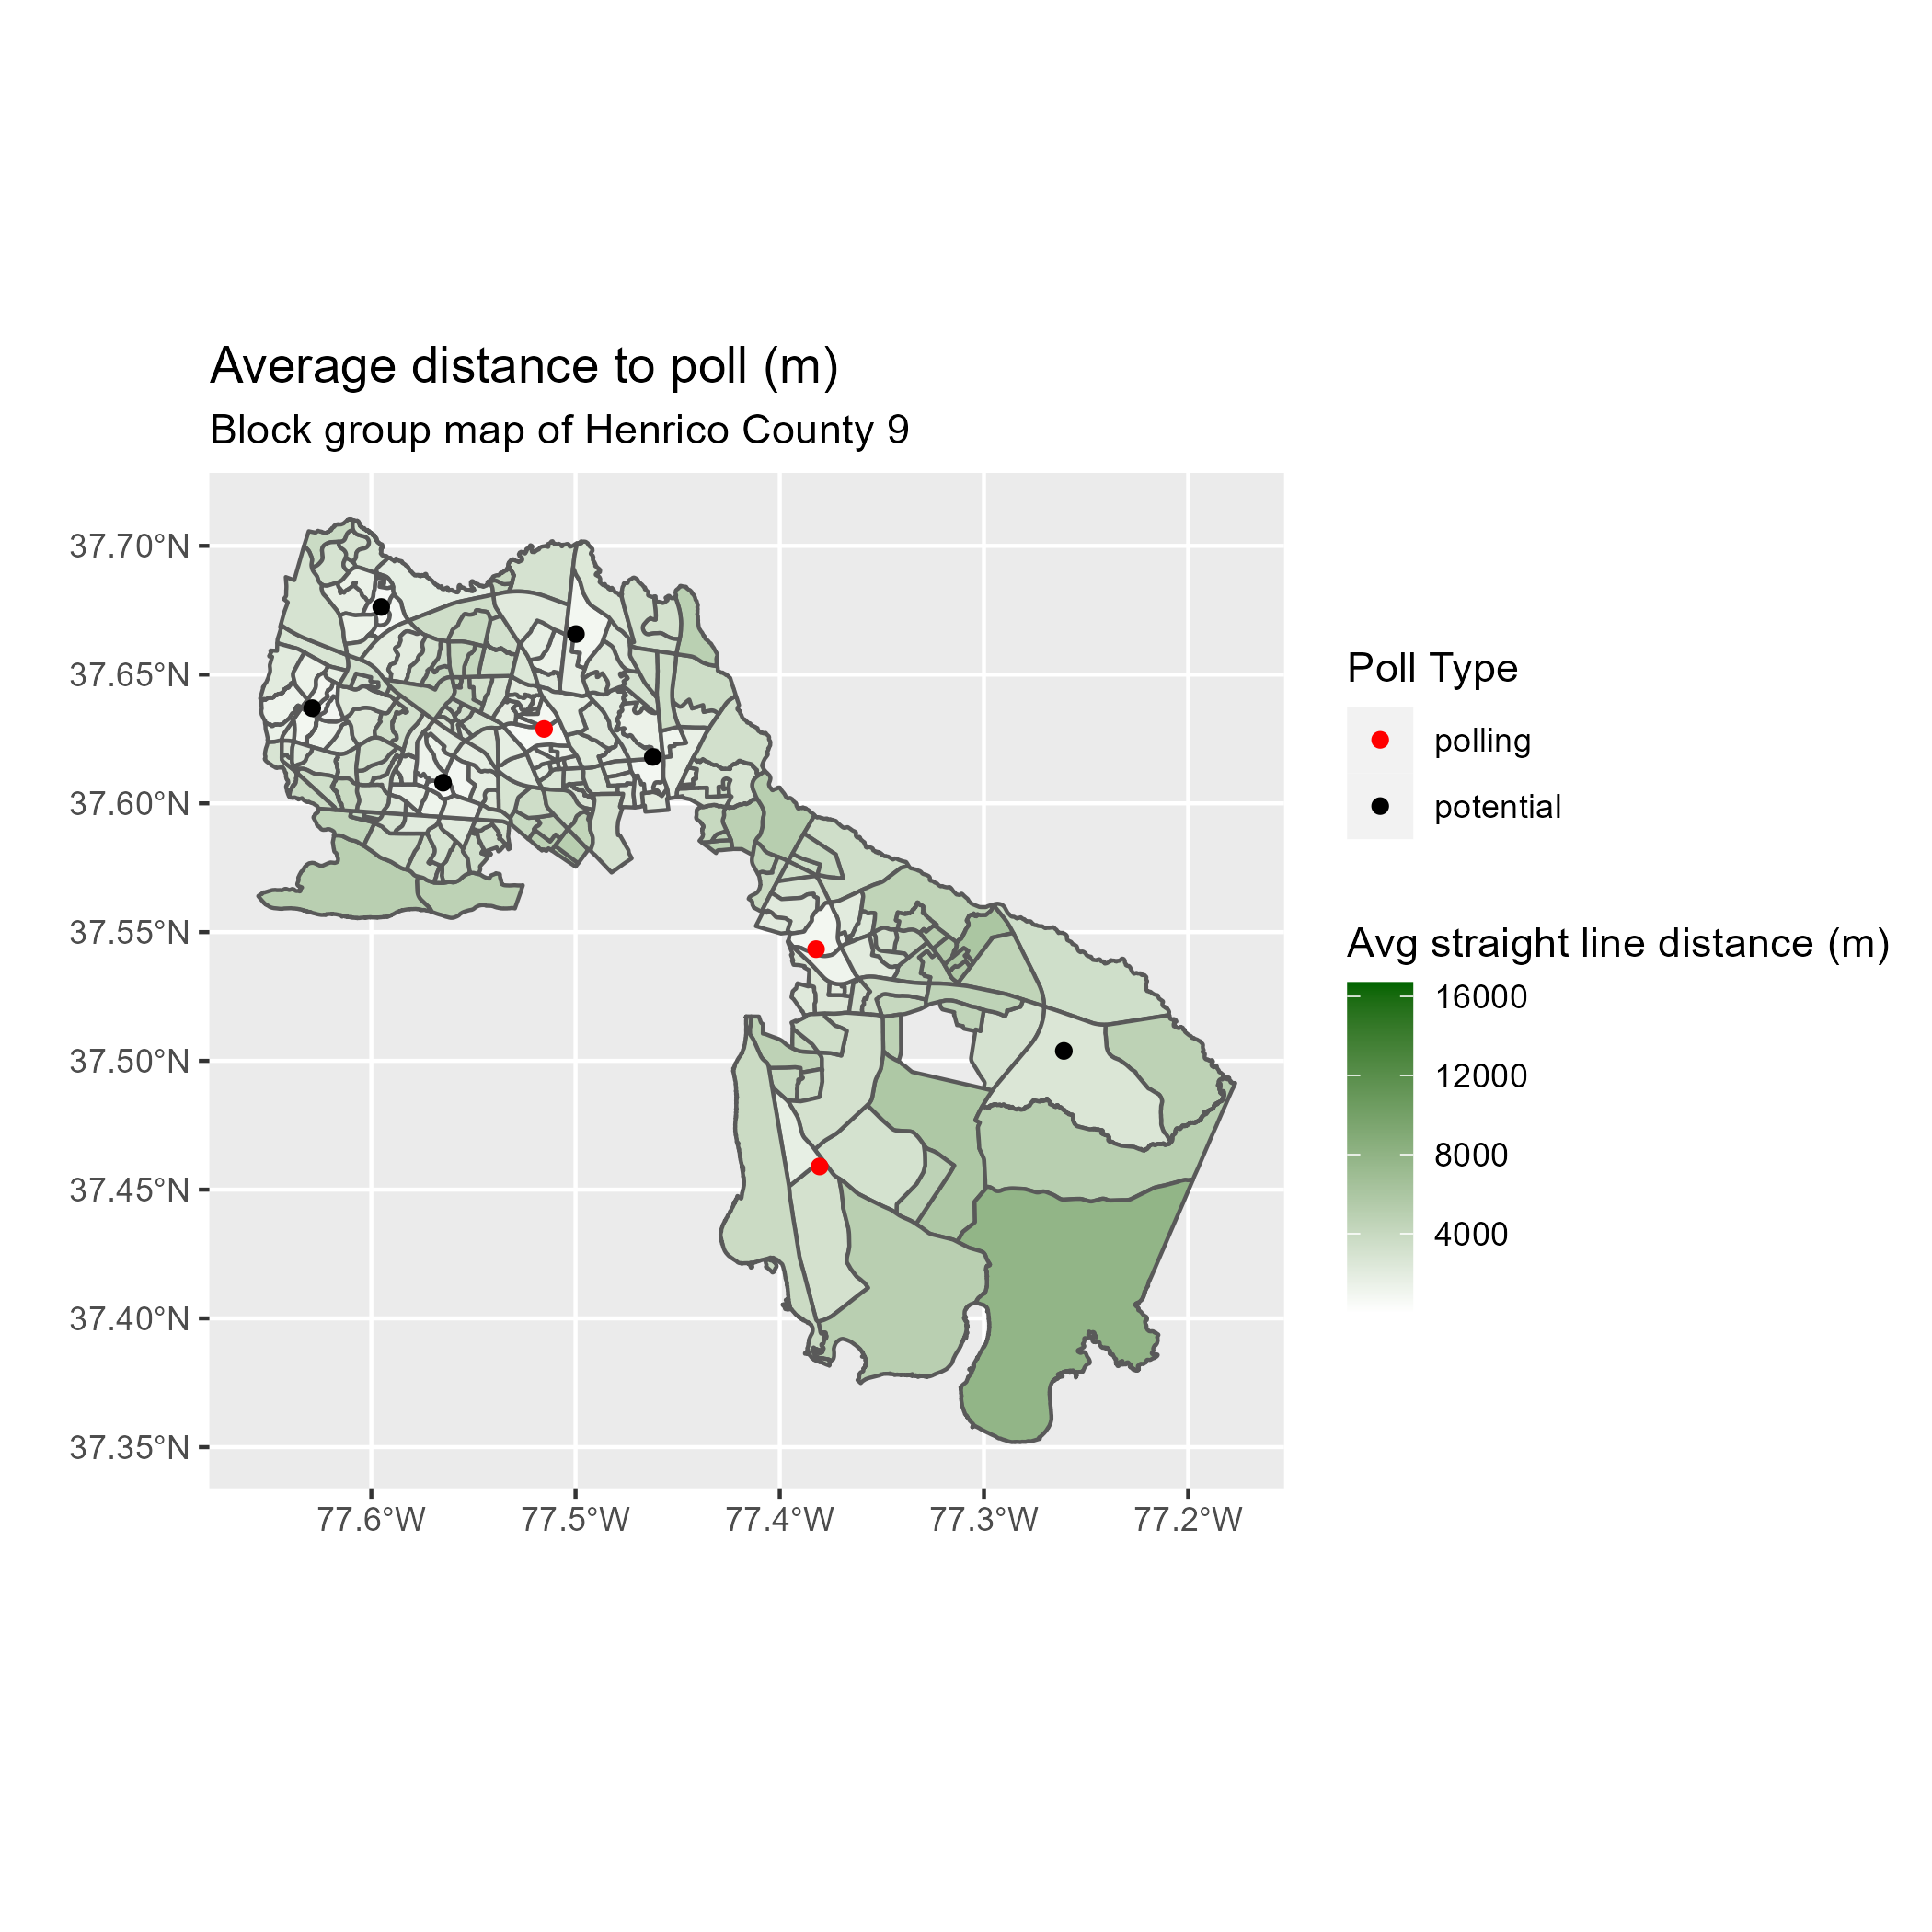 Average distance to poll (m)
Block group map of Henrico County 9
37.70°N
37.65°N
37.60°N
37.55°N
37.50°N
37.45°N
37.40°N
37.35°N
77.6°W
77.5°W
77.4°W
77.3°W
77.2°W
Poll Type
polling
potential
Avg straight line distance (m)
16000
12000
8000
4000